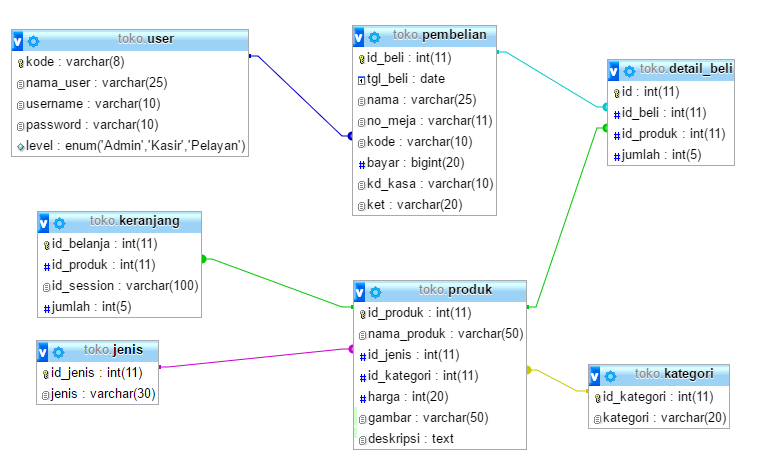 v toko.user
kode : varchar(8)
nama_user : varchar(25)
username : varchar(10)
password : varchar(10)
level : enum('Admin','Kasir','Pelayan')
v toko.pembelian
id_beli : int(11)
tgl_beli : date
nama : varchar(25)
no_meja : varchar(11)
kode : varchar(10)
bayar : bigint(20)
kd_kasa : varchar(10)
ket : varchar(20)
v toko.detail_beli
id : int(11)
id_beli : int(11)
id_produk : int(11)
jumlah : int(5)
v toko.keranjang
id_belanja : int(11)
id_produk : int(11)
id_session : varchar(100)
jumlah : int(5)
v toko.jenis
id_jenis : int(11)
jenis : varchar(30)
v toko.produk
id_produk : int(11)
nama_produk : varchar(50)
id_jenis : int(11)
id_kategori : int(11)
harga : int(20)
gambar : varchar(50)
deskripsi : text
v toko.kategori
id_kategori : int(11)
kategori : varchar(20)